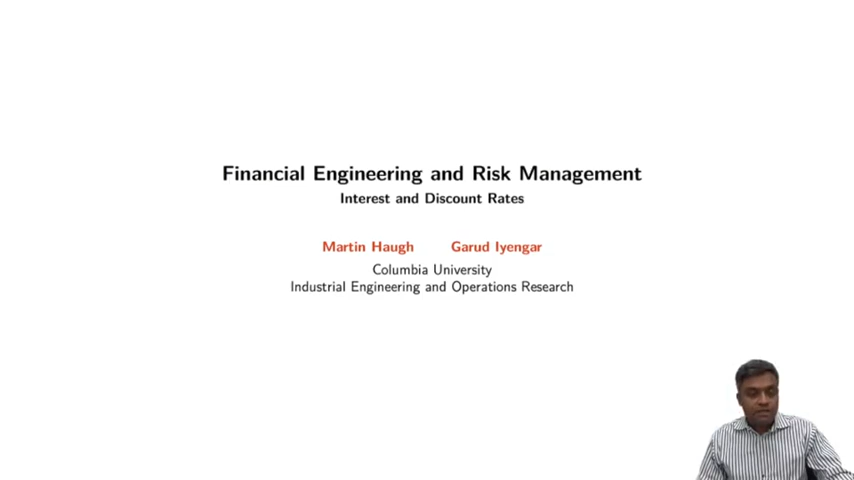 Financial Engineering and Risk Management
Interest and Discount Rates
Martin Haugh Garud Iyengar
Columbia University
Industrial Engineering and Operations Research